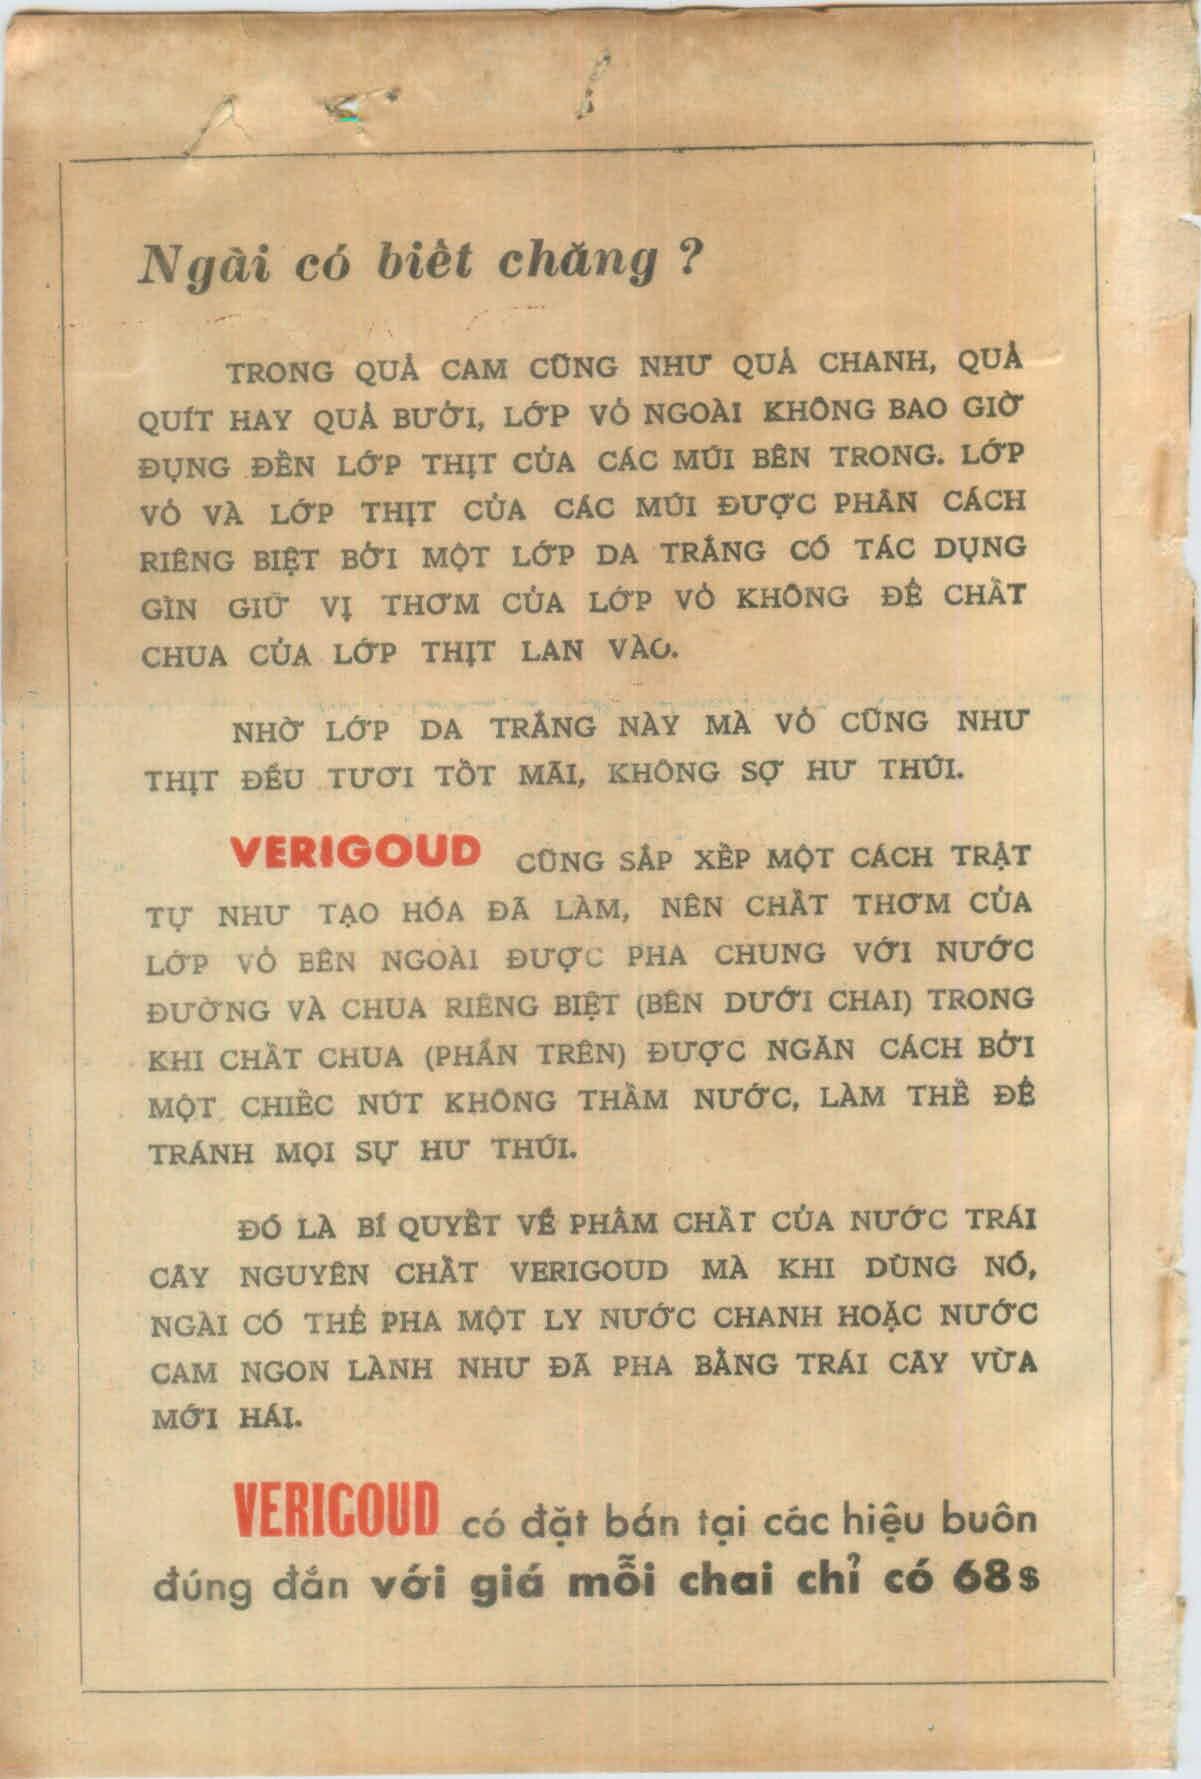 Ngài có biết chăng ?
TRONG QUẢ CAM CŨNG NHƯ QUẢ CHANH, QUẢ
QUÍT HAY QUẢ BƯỞI, LỚP VỎ NGOÀI KHÔNG BAO GIỜ
ĐỤNG ĐẾN LỚP THỊT CỦA CÁC MÚI BÊN TRONG. LỚP
VỎ VÀ LỚP THỊT CỦA CÁC MÚI ĐƯỢC PHÂN CÁCH
RIÊNG BIỆT BỞI MỘT LỚP DA TRẮNG CÓ TÁC DỤNG
GÌN GIỮ VỊ THƠM CỦA LỚP VỎ KHÔNG ĐỂ CHẤT
CHUA CỦA LỚP THỊT LAN VÀO.
NHỜ LỚP DA TRẮNG NÀY MÀ VỎ CŨNG NHƯ
THỊT ĐỀU TƯƠI TỐT MÃI, KHÔNG SỢ HƯ THÚI.
VERIGOUD CŨNG SẮP XẾP MỘT CÁCH TRẬT
TỰ NHƯ TẠO HÓA ĐÃ LÀM, NÊN CHẤT THƠM CỦA
LỚP VỎ BÊN NGOÀI ĐƯỢC PHA CHUNG VỚI NƯỚC
ĐƯỜNG VÀ CHUA RIÊNG BIỆT (BÊN DƯỚI CHAI) TRONG
KHI CHẤT CHUA (PHẦN TRÊN) ĐƯỢC NGĂN CÁCH BỞI
MỘT CHIẾC NÚT KHÔNG THẤM NƯỚC, LÀM THẾ ĐỂ
TRÁNH MỌI SỰ HƯ THÚI.
ĐÓ LÀ BÍ QUYẾT VỀ PHẨM CHẤT CỦA NƯỚC TRÁI
CÂY NGUYÊN CHẤT VERIGOUD MÀ KHI DÙNG NÓ,
NGÀI CÓ THỂ PHA MỘT LY NƯỚC CHANH HOẶC NƯỚC
CAM NGON LÀNH NHƯ ĐÃ PHA BẰNG TRÁI CÂY VỪA
MỚI HÁI.
VERIGOUD có đặt bán tại các hiệu buôn
đúng đắn với giá mỗi chai chỉ có 68$